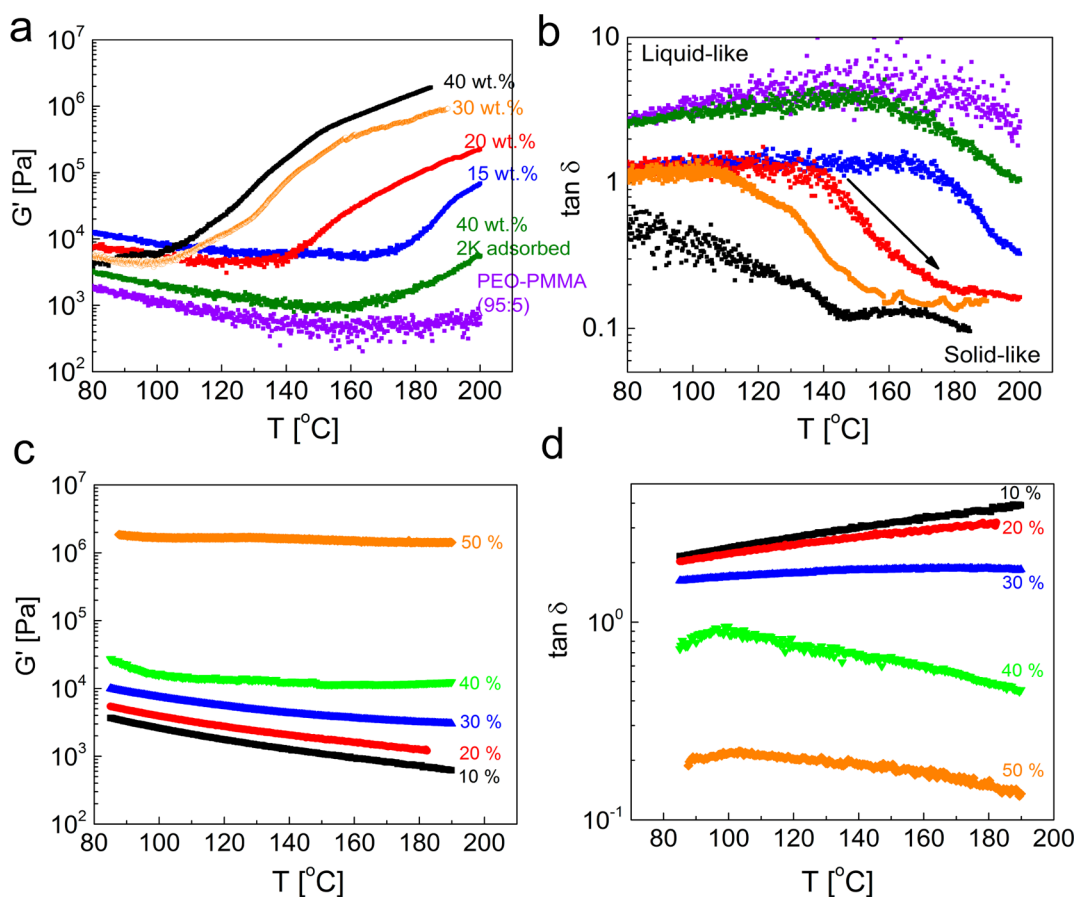 a
10^7
10^6
10^5
10^4
10^3
10^2
G' [Pa]
40 wt.%
30 wt.%
20 wt.%
15 wt.%
40 wt.%
2K adsorbed
PEO-PMMA
(95:5)
80 100 120 140 160 180 200
T [°C]
b
10
1
0.1
tan δ
Liquid-like
Solid-like
80 100 120 140 160 180 200
T [°C]
c
10^7
10^6
10^5
10^4
10^3
10^2
G' [Pa]
50 %
40 %
30 %
20 %
10 %
80 100 120 140 160 180 200
T [°C]
d
10^0
10^-1
tan δ
10 %
20 %
30 %
40 %
50 %
80 100 120 140 160 180 200
T [°C]